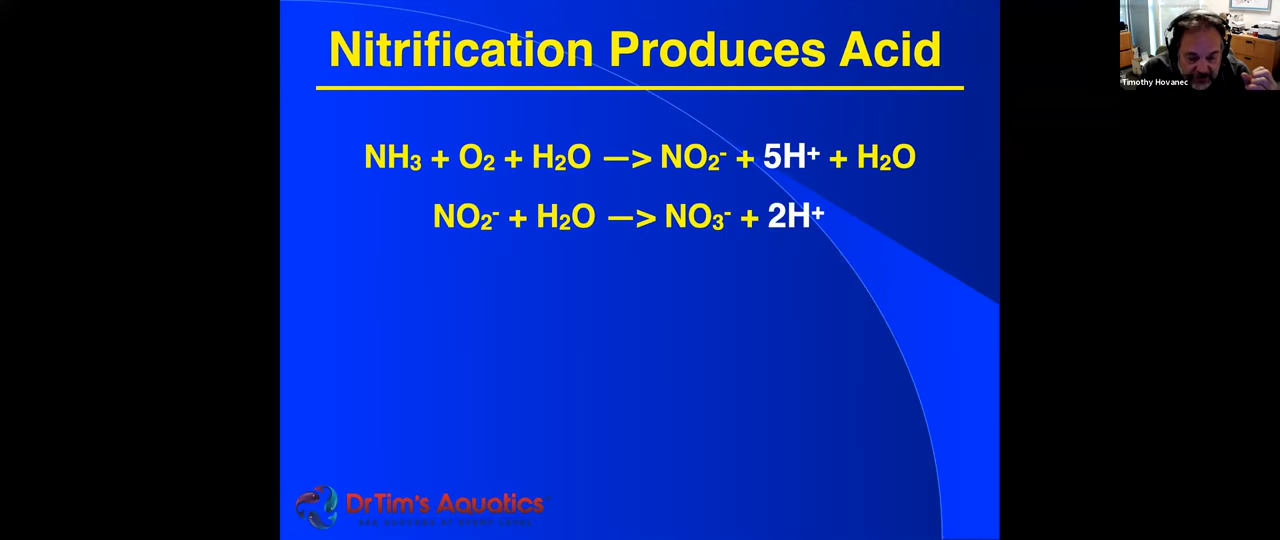 Nitrification Produces Acid
Timothy Hovanec
NH₃ + O₂ + H₂O —> NO₂⁻ + 5H⁺ + H₂O
NO₂⁻ + H₂O —> NO₃⁻ + 2H⁺
DrTim's Aquatics